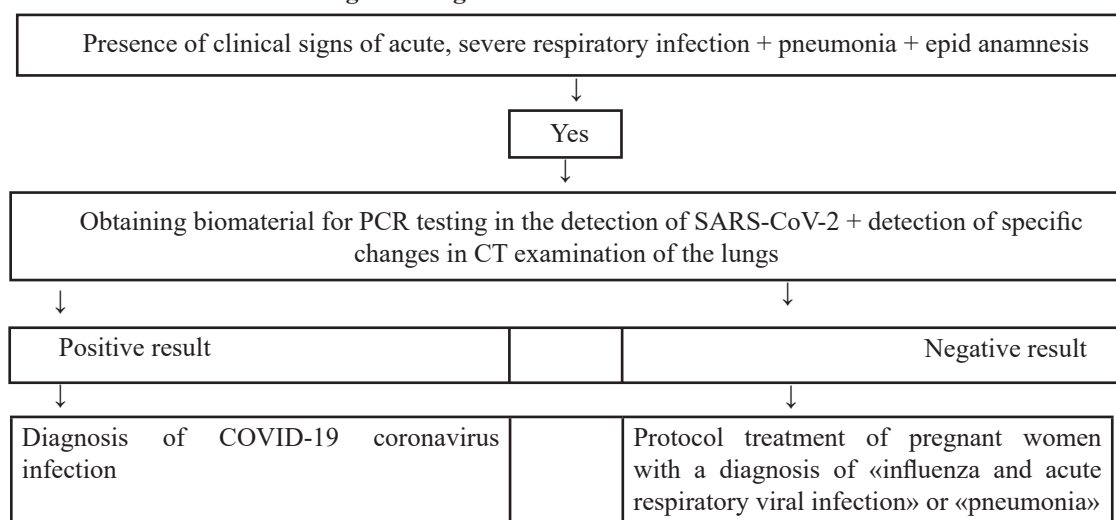 Presence of clinical signs of acute, severe respiratory infection + pneumonia + epid anamnesis
↓
Yes
↓
Obtaining biomaterial for PCR testing in the detection of SARS-CoV-2 + detection of specific
changes in CT examination of the lungs
↓ ↓
Positive result Negative result
↓ ↓
Diagnosis of COVID-19 coronavirus
infection
Protocol treatment of pregnant women
with a diagnosis of «influenza and acute
respiratory viral infection» or «pneumonia»